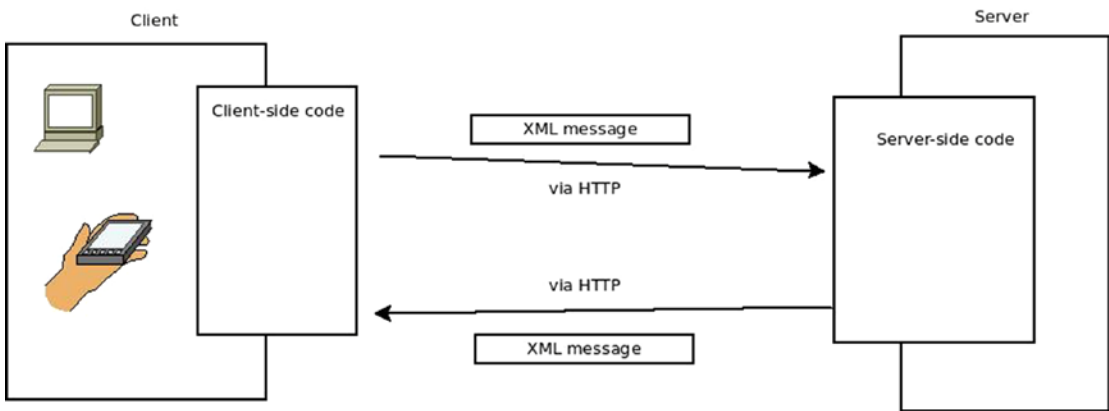 Client
Server
Client-side code
XML message
via HTTP
Server-side code
via HTTP
XML message